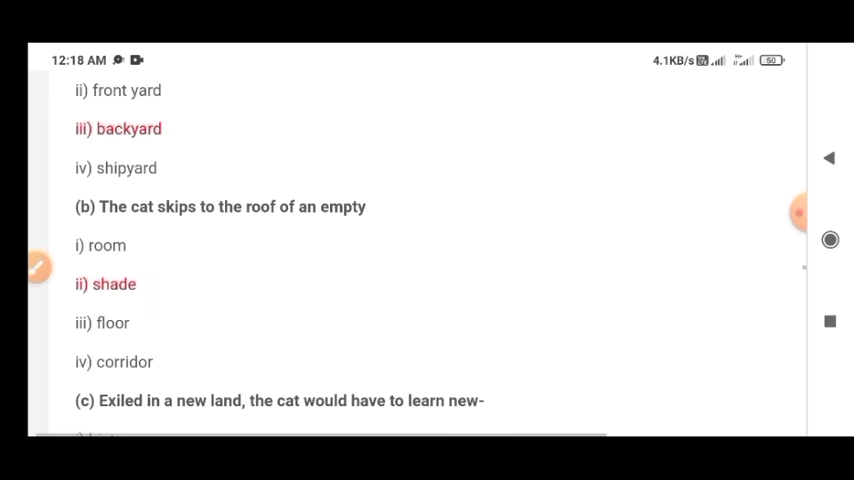 12:18 AM 4.1KB/s 50
ii) front yard
iii) backyard
iv) shipyard
(b) The cat skips to the roof of an empty
i) room
ii) shade
iii) floor
iv) corridor
(c) Exiled in a new land, the cat would have to learn new-